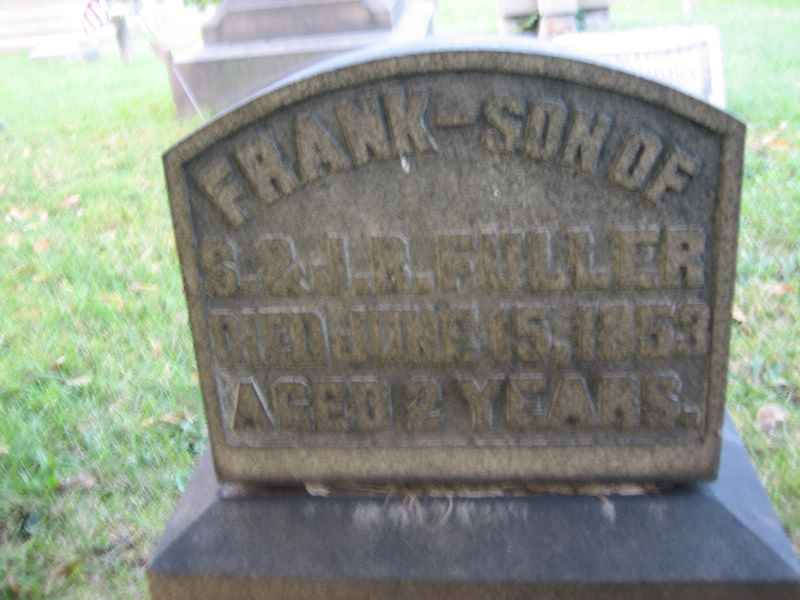 FRANK - SON OF
S. & J. R. FULLER
DIED JUNE 15, 1853
AGED 2 YEARS.